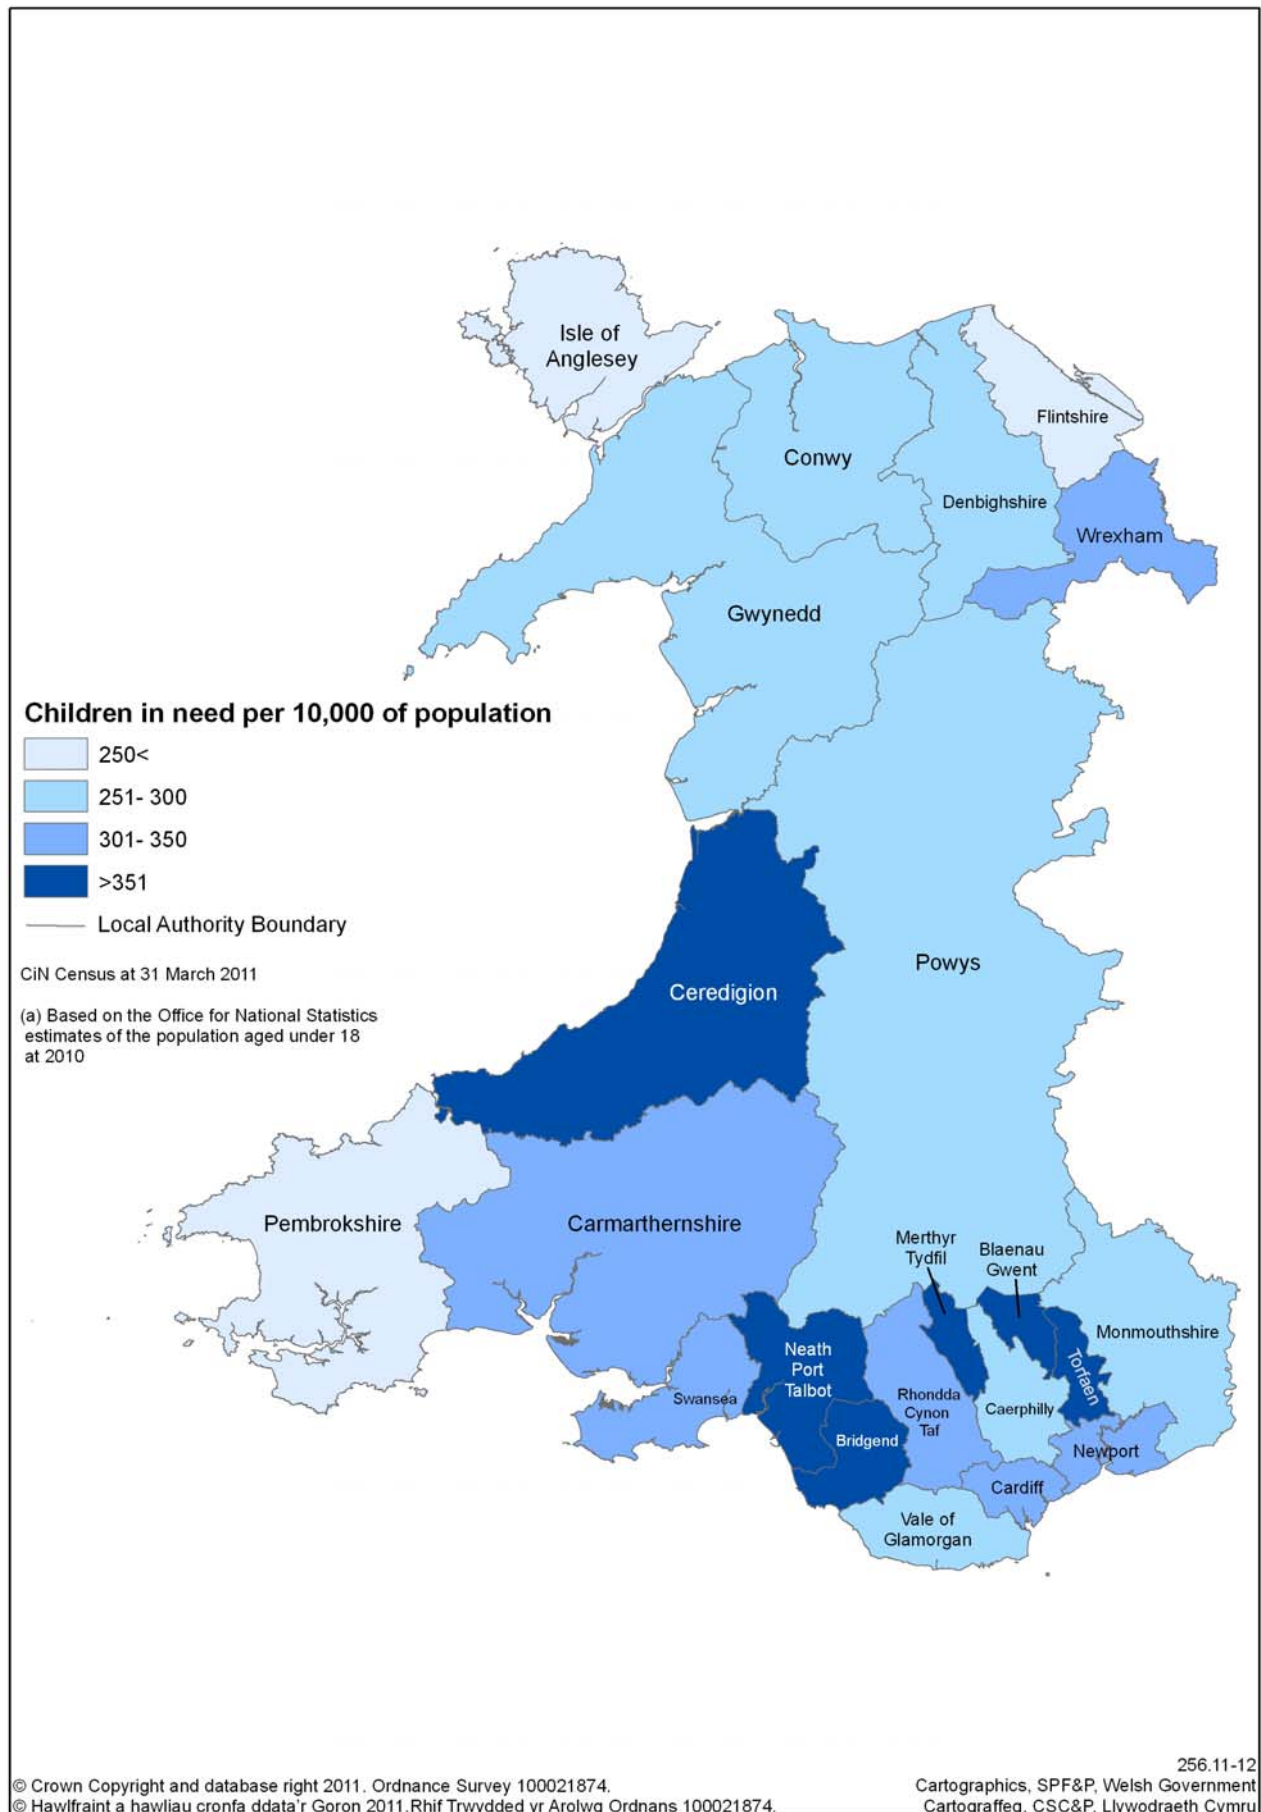 Isle of
Anglesey
Flintshire
Conwy
Denbighshire
Wrexham
Gwynedd
Children in need per 10,000 of population
250<
251- 300
301- 350
>351
Local Authority Boundary
CiN Census at 31 March 2011
(a) Based on the Office for National Statistics
estimates of the population aged under 18
at 2010
Powys
Ceredigion
Pembrokshire
Carmarthernshire
Merthyr
Tydfil
Blaenau
Gwent
Monmouthshire
Torfaen
Neath
Port
Talbot
Swansea
Rhondda
Cynon
Taf
Caerphilly
Bridgend
Newport
Cardiff
Vale of
Glamorgan
256.11-12
© Crown Copyright and database right 2011. Ordnance Survey 100021874.
Cartographics, SPF&P, Welsh Government
© Hawlfraint a hawliau cronfa ddata'r Goron 2011.Rhif Trwydded yr Arolwg Ordnans 100021874.
Cartograffeg, CSC&P, Llywodraeth Cymru